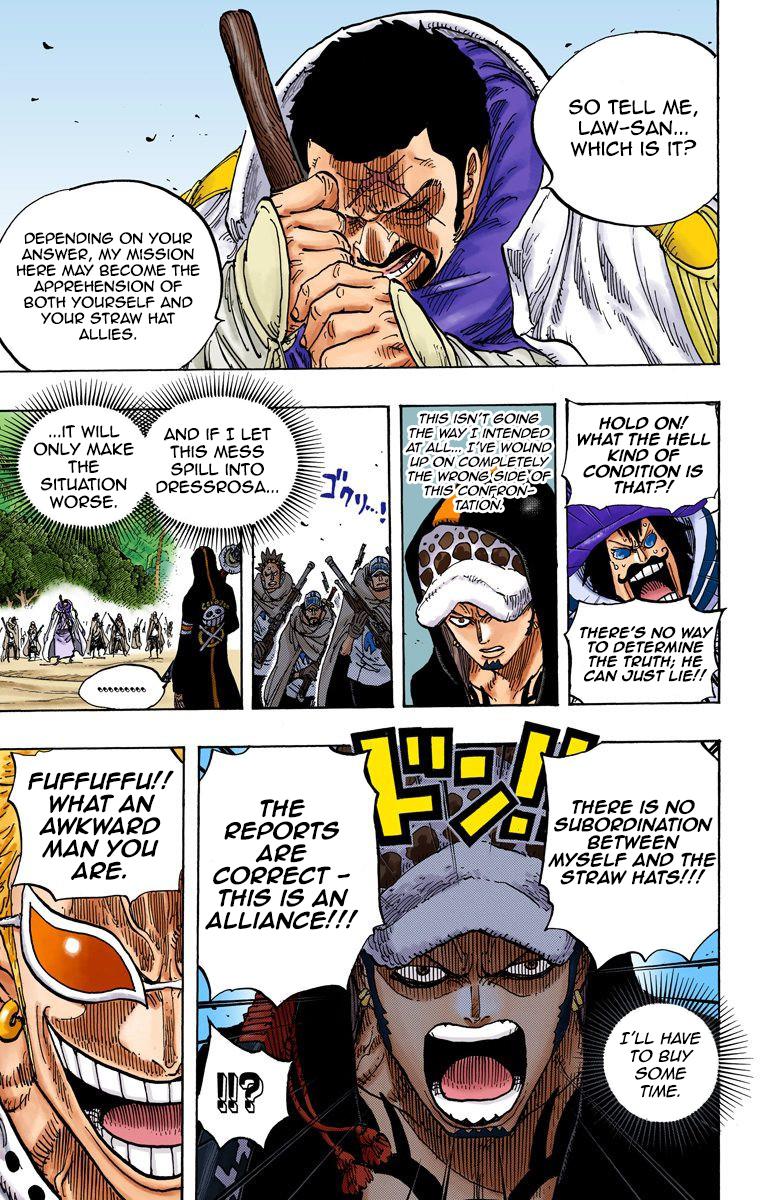 SO TELL ME,
LAW-SAN...
WHICH IS IT?
DEPENDING ON YOUR
ANSWER, MY MISSION
HERE MAY BECOME THE
APPREHENSION OF
BOTH YOURSELF AND
YOUR STRAW HAT
ALLIES.
HOLD ON!
WHAT THE HELL
KIND OF
CONDITION IS
THAT?!
THERE'S NO WAY
TO DETERMINE
THE TRUTH; HE
CAN JUST LIE!!
THIS ISN'T GOING
THE WAY I INTENDED
AT ALL... I'VE WOUND
UP ON COMPLETELY
THE WRONG SIDE OF
THIS CONFRON-
TATION.
ゴクリ...!
AND IF I LET
THIS MESS
SPILL INTO
DRESSROSA...
...IT WILL
ONLY MAKE
THE
SITUATION
WORSE.
..........
ドン!!
THERE IS NO
SUBORDINATION
BETWEEN
MYSELF AND THE
STRAW HATS!!!
THE
REPORTS
ARE
CORRECT -
THIS IS AN
ALLIANCE!!!
I'LL HAVE
TO BUY
SOME
TIME.
!!?
FUFFUFFU!!
WHAT AN
AWKWARD
MAN YOU
ARE.